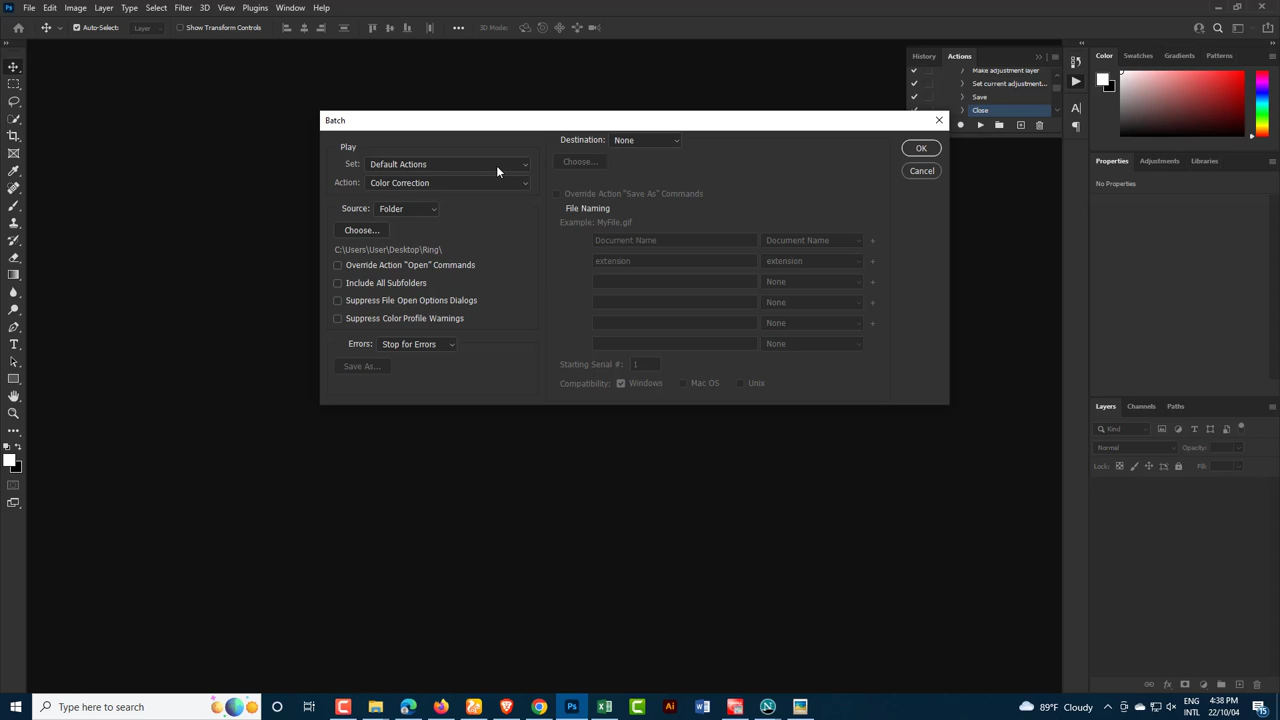 Ps File Edit Image Layer Type Select Filter 3D View Plugins Window Help
Auto-Select: Layer Show Transform Controls 3D Mode:
History Actions
Make adjustment layer
Set current adjustment...
Save
Close
Color Swatches Gradients Patterns
Properties Adjustments Libraries
No Properties
Layers Channels Paths
Kind
Normal Opacity:
Lock: Fill:
Batch
Play
Set: Default Actions
Action: Color Correction
Source: Folder
Choose...
C:\Users\User\Desktop\Ring\
Override Action "Open" Commands
Include All Subfolders
Suppress File Open Options Dialogs
Suppress Color Profile Warnings
Errors: Stop for Errors
Save As...
Destination: None
Choose...
Override Action "Save As" Commands
File Naming
Example: MyFile.gif
Document Name Document Name +
extension extension +
None +
None +
None +
None
Starting Serial #: 1
Compatibility: Windows Mac OS Unix
OK
Cancel
Type here to search
Ps
Ai
89°F Cloudy
4:38 PM
ENG
INTL
22/10/04
15